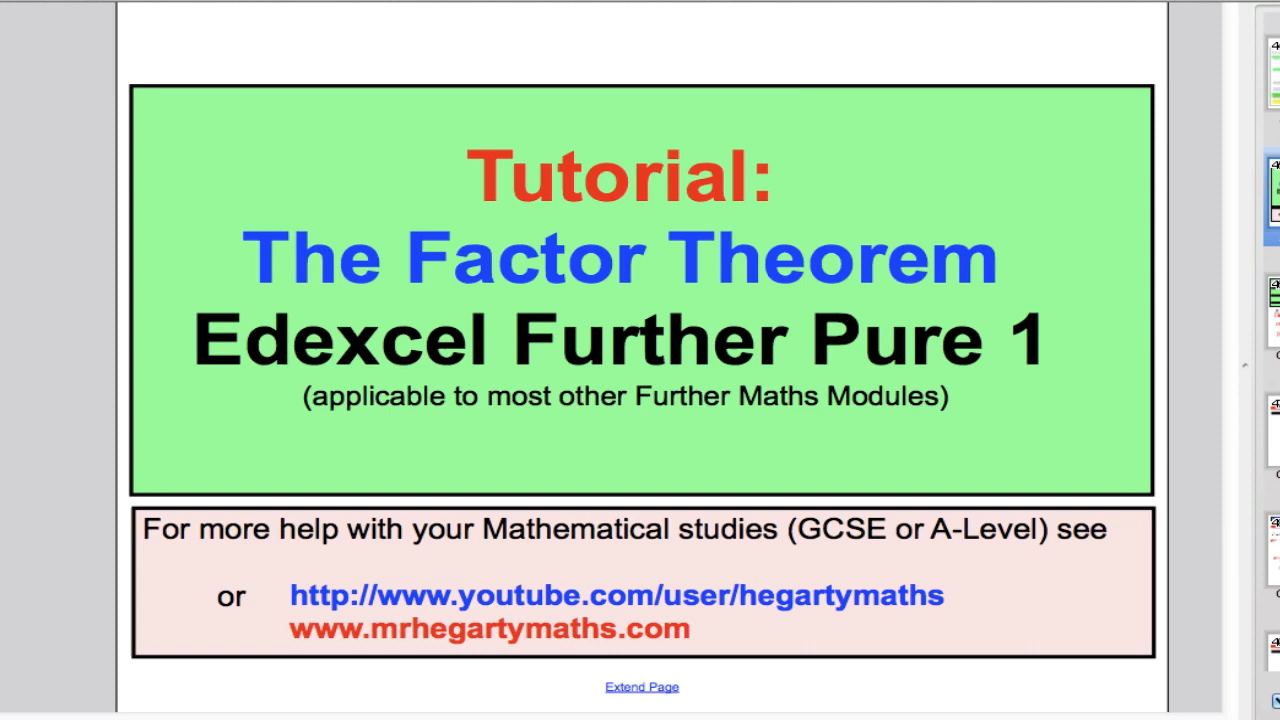 Tutorial:
The Factor Theorem
Edexcel Further Pure 1
(applicable to most other Further Maths Modules)
For more help with your Mathematical studies (GCSE or A-Level) see
or http://www.youtube.com/user/hegartymaths
www.mrhegartymaths.com
Extend Page